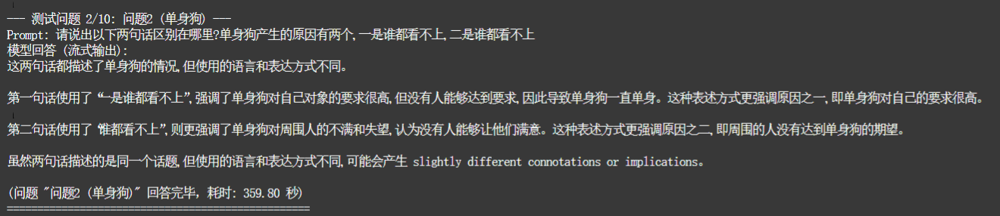 --- 测试问题 2/10: 问题2 (单身狗) ---
Prompt: 请说出以下两句话区别在哪里?单身狗产生的原因有两个,一是谁都看不上,二是谁都看不上
模型回答 (流式输出):
这两句话都描述了单身狗的情况,但使用的语言和表达方式不同。
第一句话使用了“一是谁都看不上”,强调了单身狗对自己对象的要求很高,但没有人能够达到要求,因此导致单身狗一直单身。这种表述方式更强调原因之一,即单身狗对自己的要求很高。
第二句话使用了“谁都看不上”,则更强调了单身狗对周围人的不满和失望,认为没有人能够让他们满意。这种表述方式更强调原因之二,即周围的人没有达到单身狗的期望。
虽然两句话描述的是同一个话题,但使用的语言和表达方式不同,可能会产生 slightly different connotations or implications。
(问题 "问题2 (单身狗)" 回答完毕, 耗时: 359.80 秒)
==================================================